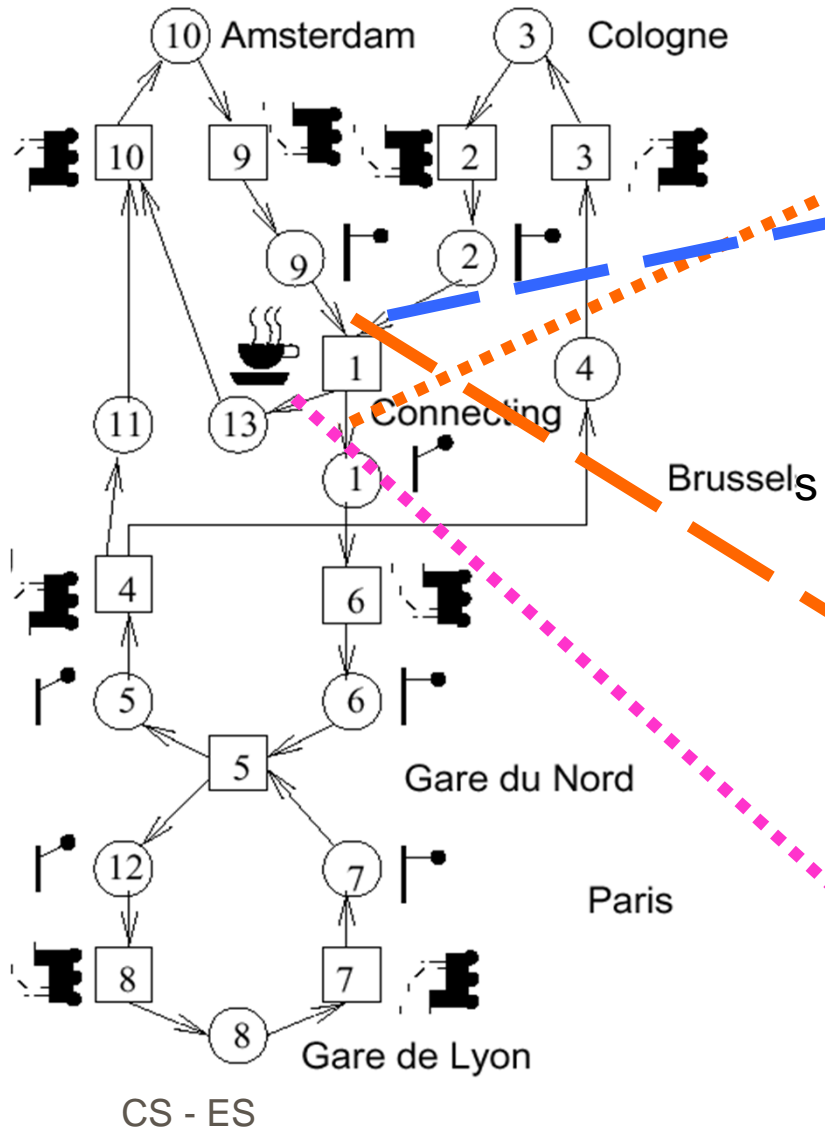 10 Amsterdam 3 Cologne
10 9 2 3
9 2
1 4
11 13 Connecting
1
Brussels
4 6
5 6
5
Gare du Nord
12 7
Paris
8 7
8
Gare de Lyon
CS - ES